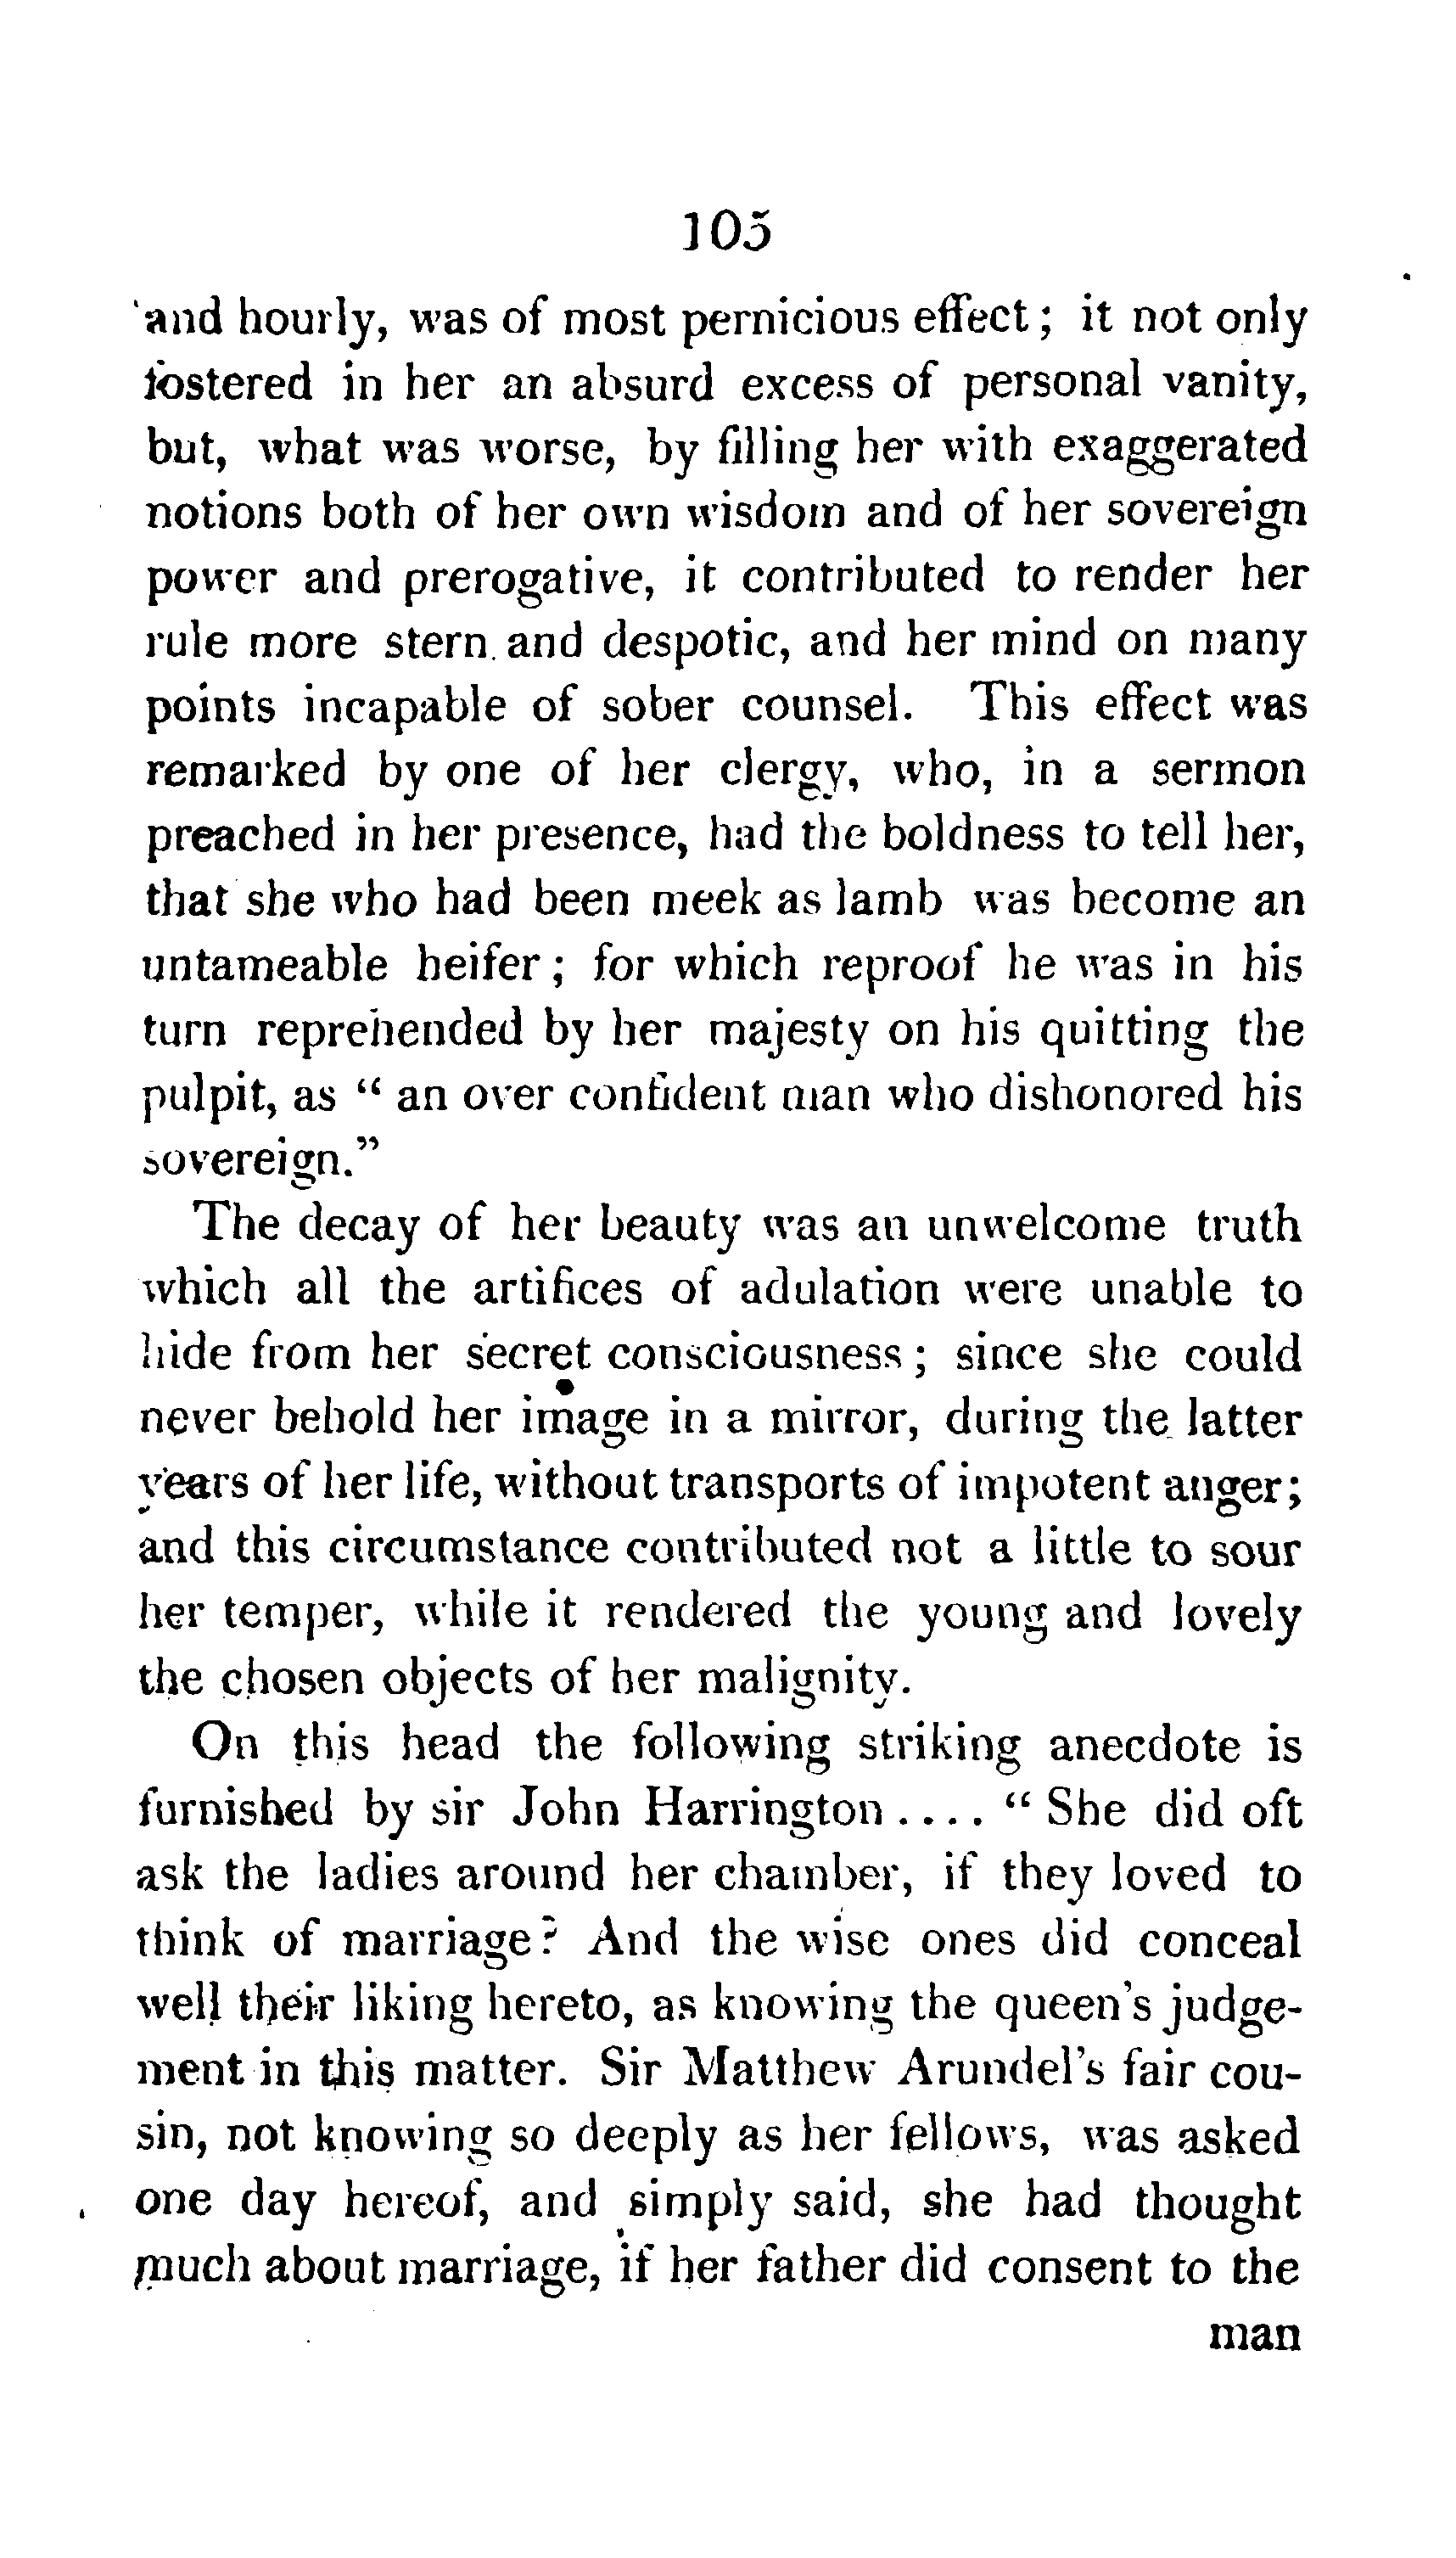 105
and hourly, was of most pernicious effect; it not only
fostered in her an absurd excess of personal vanity,
but, what was worse, by filling her with exaggerated
notions both of her own wisdom and of her sovereign
power and prerogative, it contributed to render her
rule more stern and despotic, and her mind on many
points incapable of sober counsel. This effect was
remarked by one of her clergy, who, in a sermon
preached in her presence, had the boldness to tell her,
that she who had been meek as lamb was become an
untameable heifer; for which reproof he was in his
turn reprehended by her majesty on his quitting the
pulpit, as “ an over confident man who dishonored his
sovereign.”
The decay of her beauty was an unwelcome truth
which all the artifices of adulation were unable to
hide from her secret consciousness; since she could
never behold her image in a mirror, during the latter
years of her life, without transports of impotent anger;
and this circumstance contributed not a little to sour
her temper, while it rendered the young and lovely
the chosen objects of her malignity.
On this head the following striking anecdote is
furnished by sir John Harrington.... “ She did oft
ask the ladies around her chamber, if they loved to
think of marriage? And the wise ones did conceal
well their liking hereto, as knowing the queen's judge-
ment in this matter. Sir Matthew Arundel's fair cou-
sin, not knowing so deeply as her fellows, was asked
one day hereof, and simply said, she had thought
much about marriage, if her father did consent to the
man